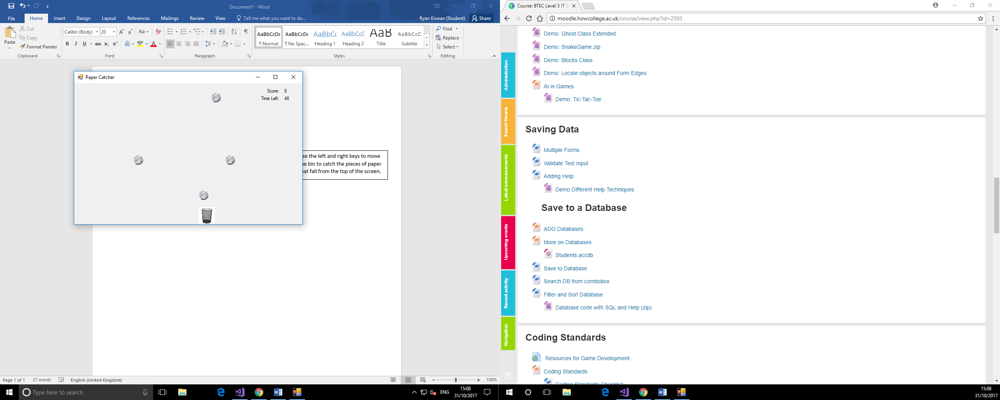 Document1 - Word
File Home Insert Design Layout References Mailings Review View Tell me what you want to do... Ryan Kirwan (Student) Share
Paste
Cut
Copy
Format Painter
Clipboard
Calibri (Body) 20
Font
Paragraph
AaBbCcDc AaBbCcDc AaBbCc AaBbCcD AaB AaBbCcD
¶ Normal ¶ No Spac... Heading 1 Heading 2 Title Subtitle
Styles
Find
Replace
Select
Editing
Paper Catcher
Score: 8
Time Left: 48
se the left and right keys to move
e bin to catch the pieces of paper
at fall from the top of the screen.
Page 1 of 1 27 words English (United Kingdom) 100%
Type here to search
ENG
15:08
31/10/2017
Course: BTEC Level 3 IT U
moodle.howcollege.ac.uk/course/view.php?id=2503
Administration
Search forums
Latest announcements
Upcoming events
Recent activity
Navigation
Demo: Ghost Class Extended
Demo: SnakeGame.zip
Demo: Blocks Class
Demo: Locate objects around Form Edges
AI in Games
Demo: Tic-Tac-Toe
Saving Data
Multiple Forms
Validate Text Input
Adding Help
Demo Different Help Techniques
Save to a Database
ADO Databases
More on Databases
Students.accdb
Save to Database
Search DB from combobox
Filter and Sort Database
Database code with SQL and Help (zip)
Coding Standards
Resources for Game Development
Coding Standards
Coding Standards Checklist
15:08
31/10/2017